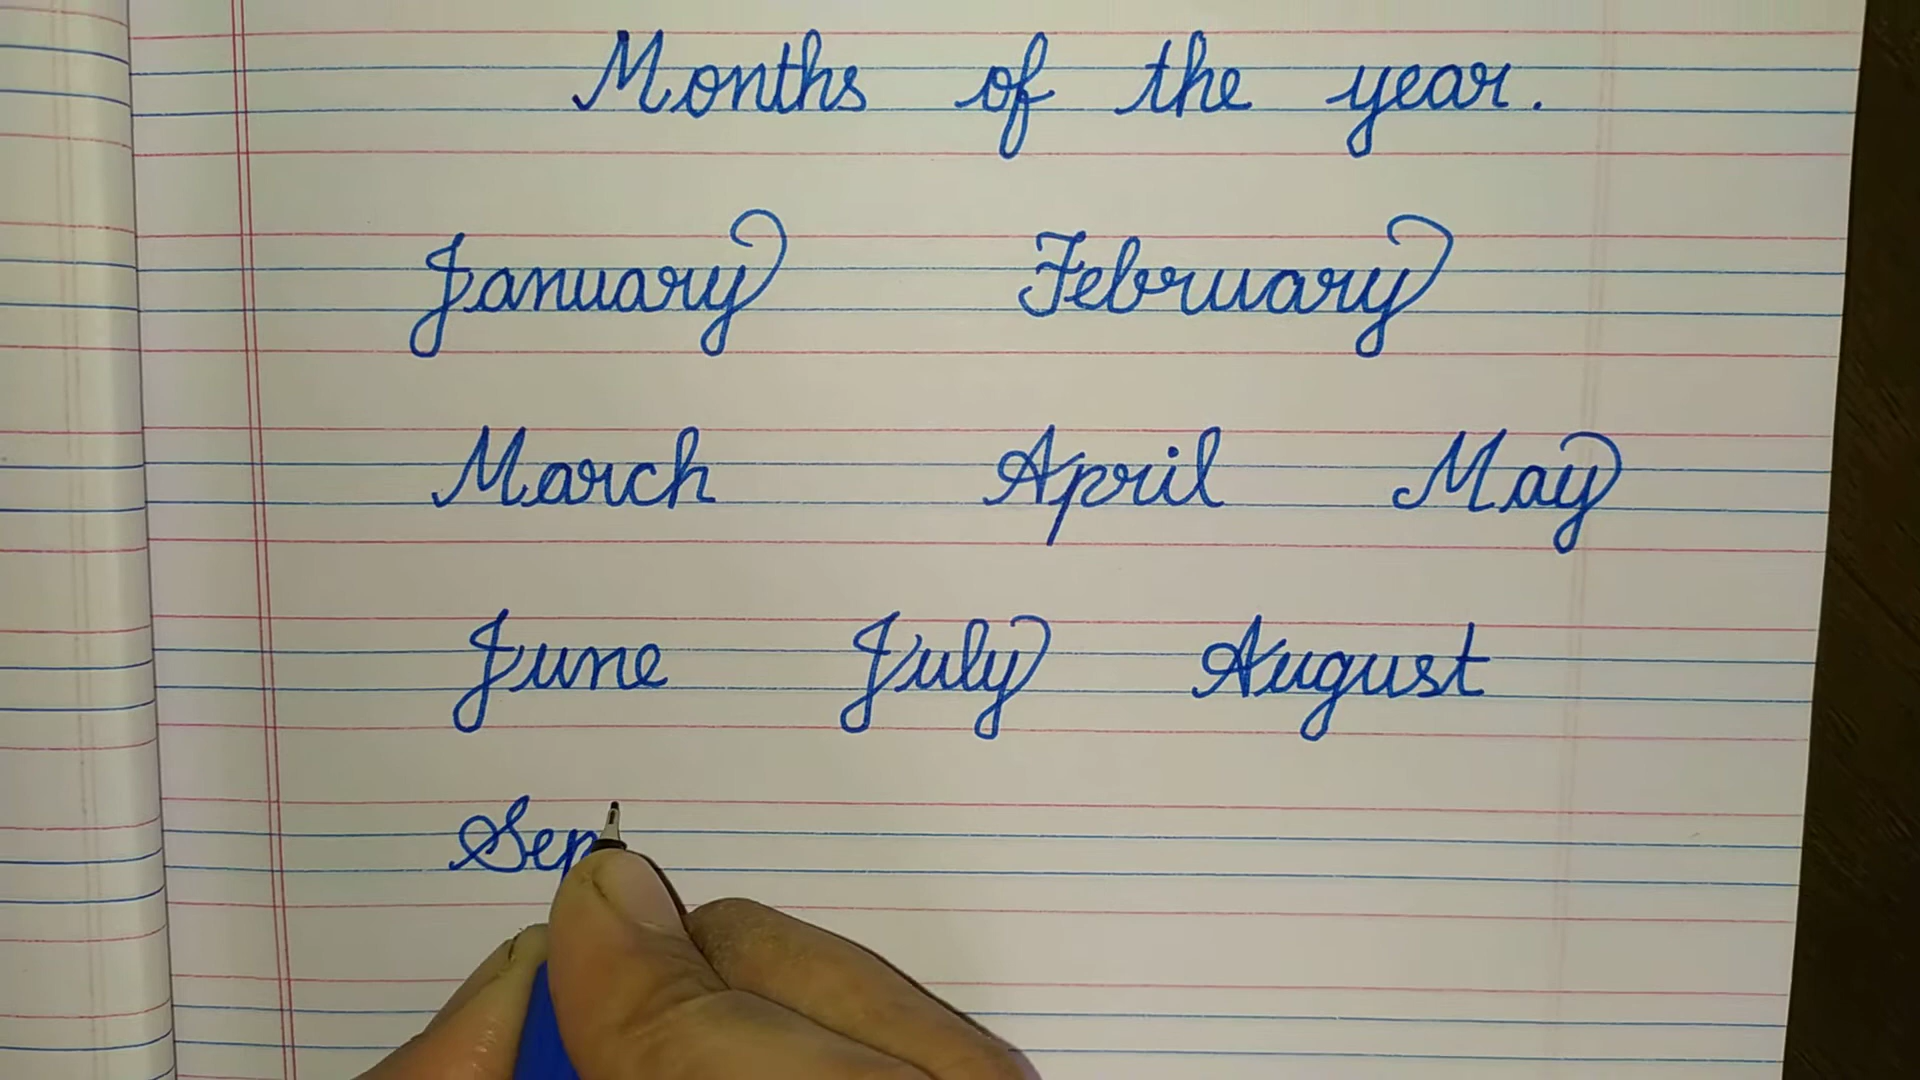 Months of the year.
January February
March April May
June July August
Sep